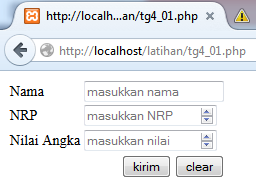 http://localh...an/tg4_01.php
http://localhost/latihan/tg4_01.php
Nama masukkan nama
NRP masukkan NRP
Nilai Angka masukkan nilai
kirim clear